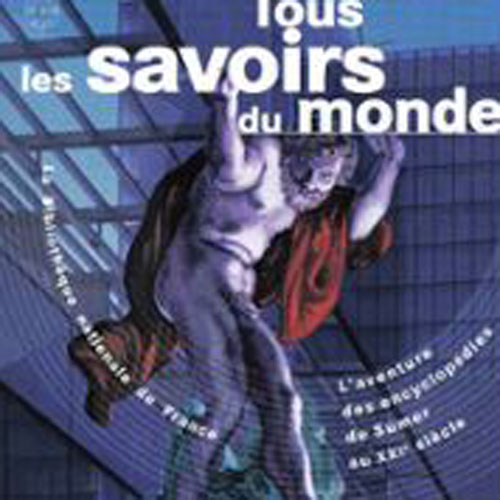 Tous
les savoirs
du monde
La bibliothèque nationale de France
L'aventure
des encyclopédies
de Sumer
au XXIe siècle